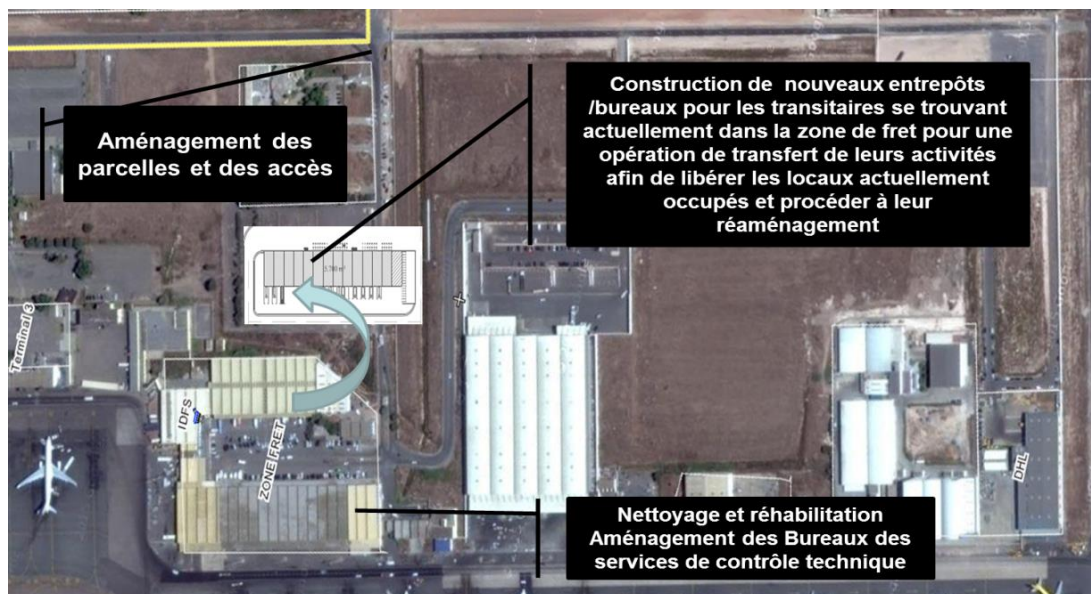 Aménagement des
parcelles et des accès
Construction de nouveaux entrepôts
/bureaux pour les transitaires se trouvant
actuellement dans la zone de fret pour une
opération de transfert de leurs activités
afin de libérer les locaux actuellement
occupés et procéder à leur
réaménagement
Terminal 3
IDFS
ZONE FRET
DHL
Nettoyage et réhabilitation
Aménagement des Bureaux des
services de contrôle technique